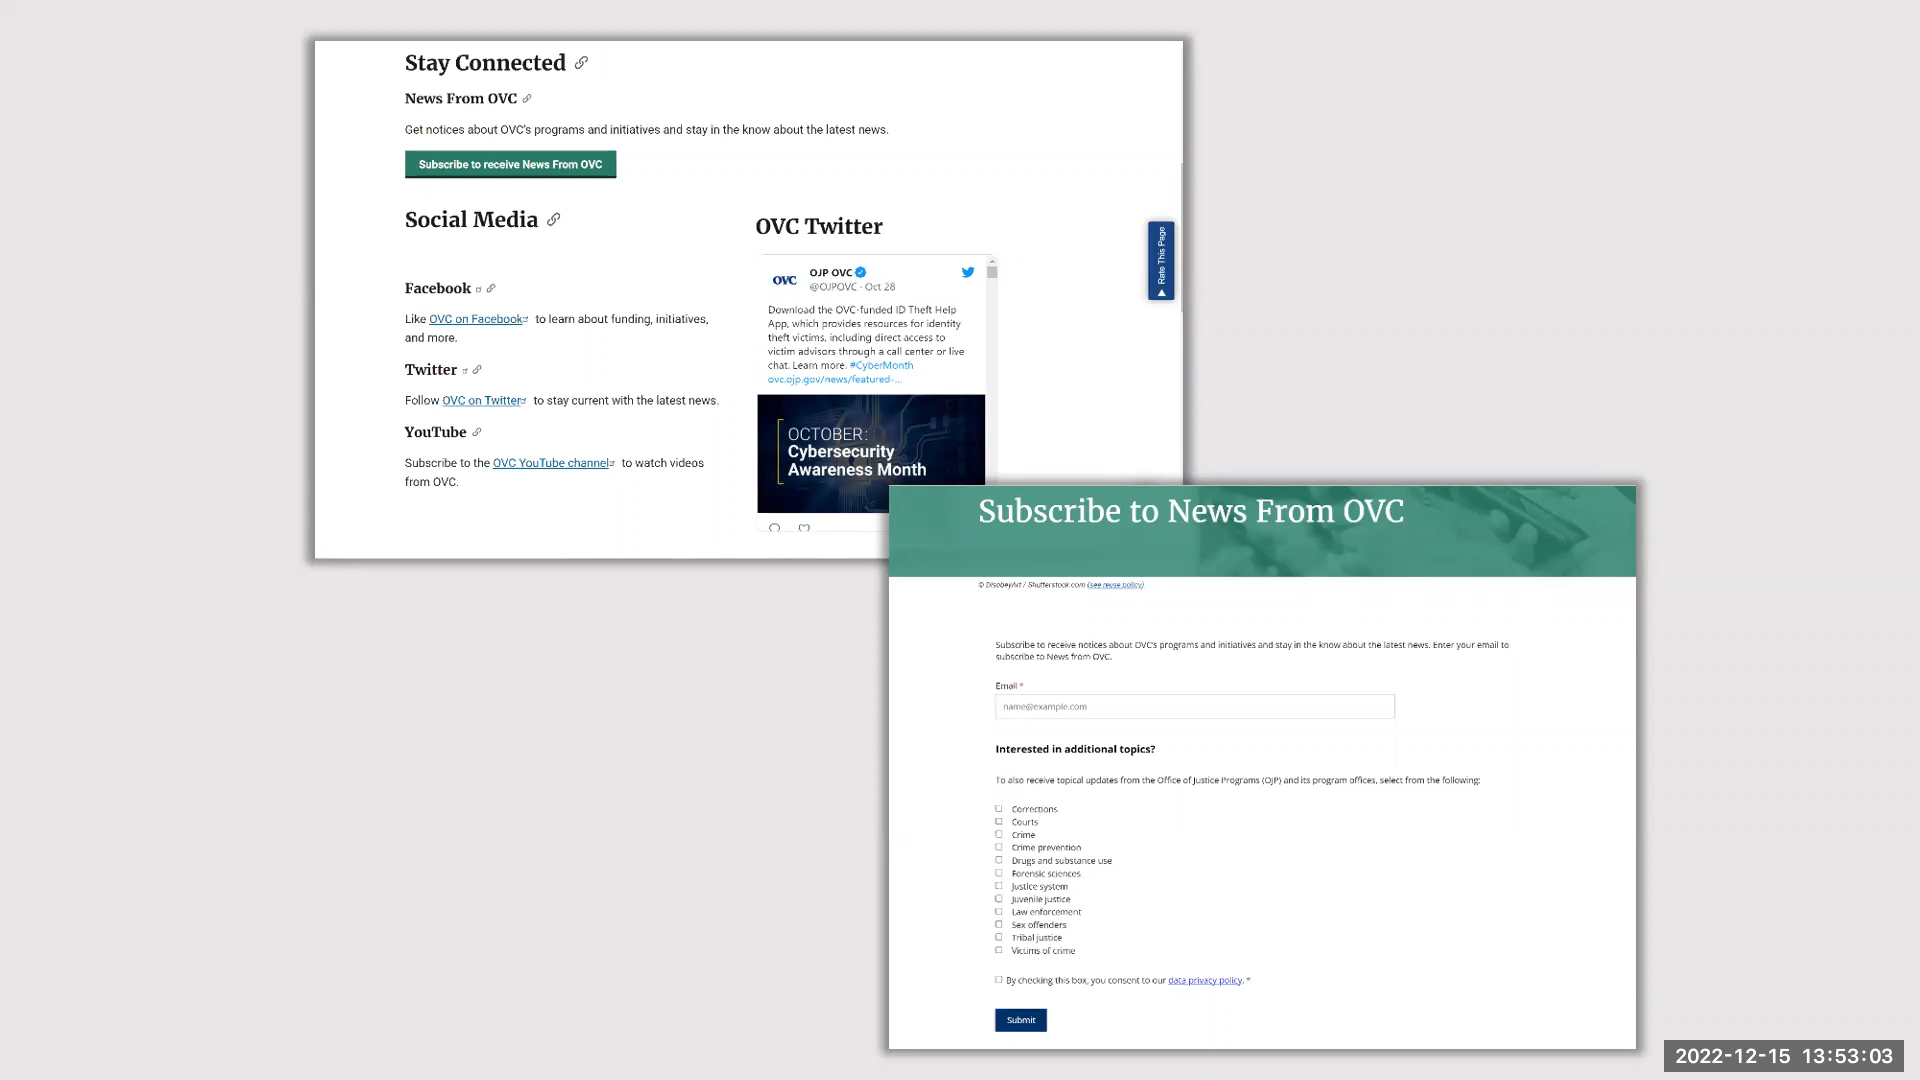 Stay Connected
News From OVC
Get notices about OVC's programs and initiatives and stay in the know about the latest news.
Subscribe to receive News From OVC
Social Media
Facebook
Like OVC on Facebook to learn about funding, initiatives,
and more.
Twitter
Follow OVC on Twitter to stay current with the latest news.
YouTube
Subscribe to the OVC YouTube channel to watch videos
from OVC.
OVC Twitter
OVC
OJP OVC
@OJPOVC · Oct 28
Download the OVC-funded ID Theft Help
App, which provides resources for identity
theft victims, including direct access to
victim advisors through a call center or live
chat. Learn more. #CyberMonth
ovc.ojp.gov/news/featured-...
OCTOBER:
Cybersecurity
Awareness Month
Rate This Page
Subscribe to News From OVC
© DisobeyArt / Shutterstock.com (see reuse policy).
Subscribe to receive notices about OVC's programs and initiatives and stay in the know about the latest news. Enter your email to
subscribe to News from OVC.
Email *
name@example.com
Interested in additional topics?
To also receive topical updates from the Office of Justice Programs (OJP) and its program offices, select from the following:
Corrections
Courts
Crime
Crime prevention
Drugs and substance use
Forensic sciences
Justice system
Juvenile justice
Law enforcement
Sex offenders
Tribal justice
Victims of crime
By checking this box, you consent to our data privacy policy. *
Submit
2022-12-15 13:53:03